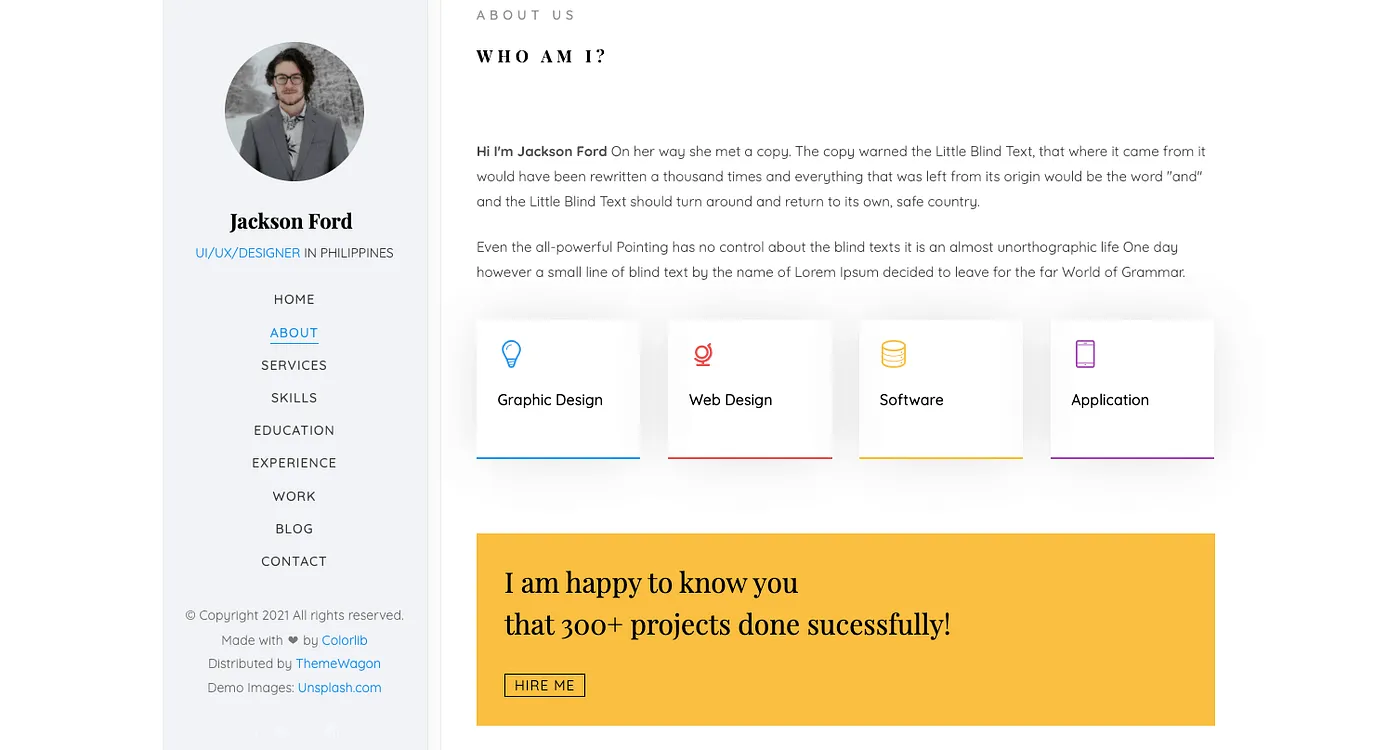 Jackson Ford
UI/UX/DESIGNER IN PHILIPPINES
HOME
ABOUT
SERVICES
SKILLS
EDUCATION
EXPERIENCE
WORK
BLOG
CONTACT
© Copyright 2021 All rights reserved.
Made with ❤ by Colorlib
Distributed by ThemeWagon
Demo Images: Unsplash.com
ABOUT US
WHO AM I?
Hi I'm Jackson Ford On her way she met a copy. The copy warned the Little Blind Text, that where it came from it
would have been rewritten a thousand times and everything that was left from its origin would be the word "and"
and the Little Blind Text should turn around and return to its own, safe country.
Even the all-powerful Pointing has no control about the blind texts it is an almost unorthographic life One day
however a small line of blind text by the name of Lorem Ipsum decided to leave for the far World of Grammar.
Graphic Design
Web Design
Software
Application
I am happy to know you
that 300+ projects done sucessfully!
HIRE ME